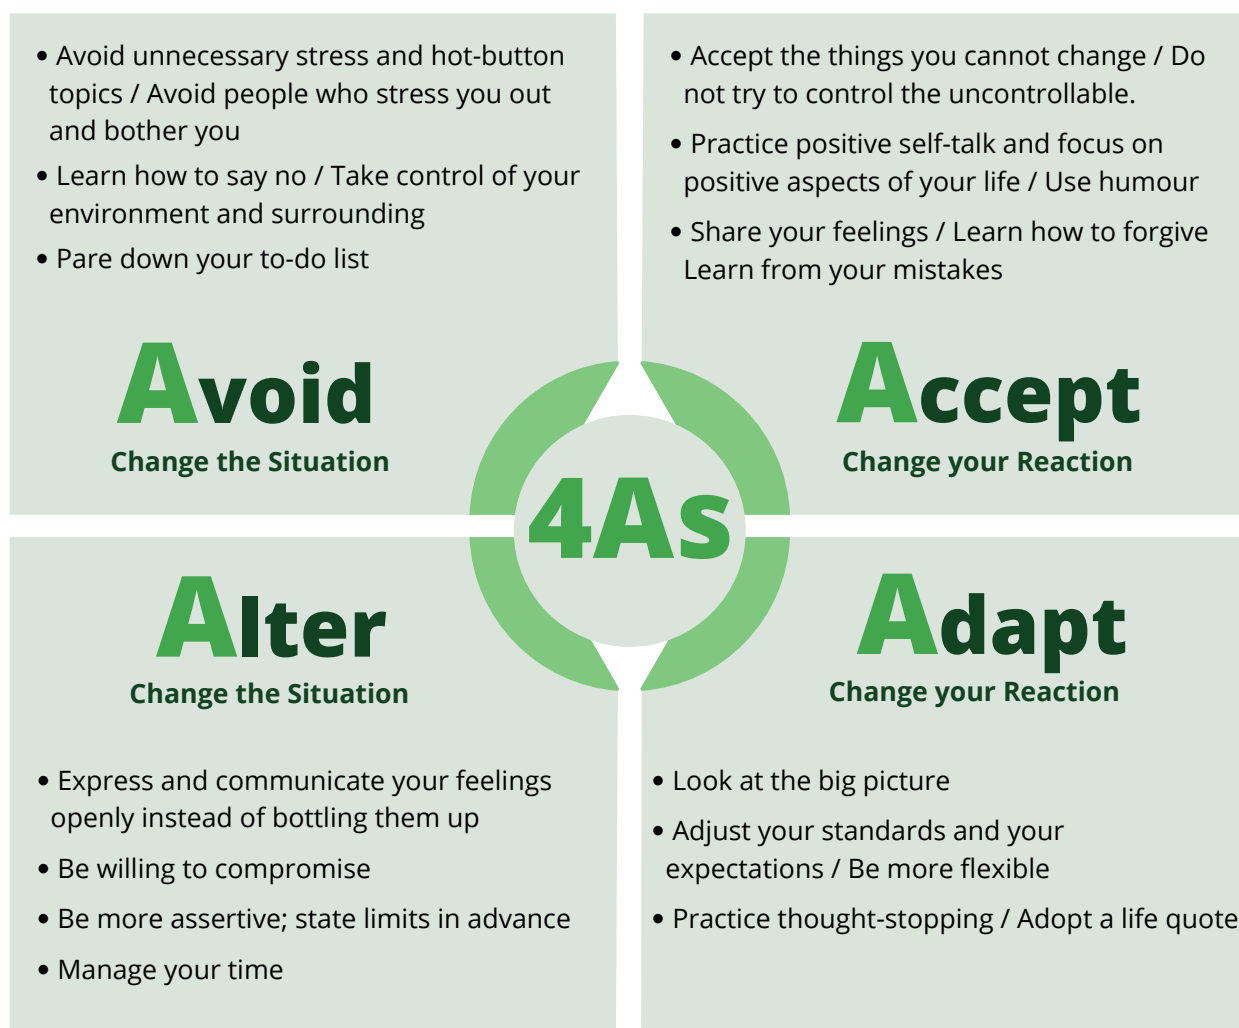 • Avoid unnecessary stress and hot-button
topics / Avoid people who stress you out
and bother you
• Learn how to say no / Take control of your
environment and surrounding
• Pare down your to-do list
Avoid
Change the Situation
• Accept the things you cannot change / Do
not try to control the uncontrollable.
• Practice positive self-talk and focus on
positive aspects of your life / Use humour
• Share your feelings / Learn how to forgive
Learn from your mistakes
Accept
Change your Reaction
4As
Alter
Change the Situation
• Express and communicate your feelings
openly instead of bottling them up
• Be willing to compromise
• Be more assertive; state limits in advance
• Manage your time
Adapt
Change your Reaction
• Look at the big picture
• Adjust your standards and your
expectations / Be more flexible
• Practice thought-stopping / Adopt a life quote